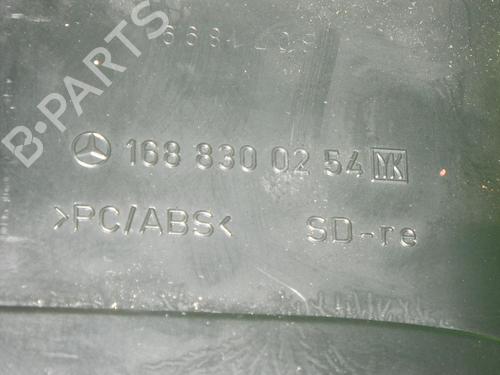 B-PARTS
168 830 02 54 YK
>PC/ABS<
SD-re